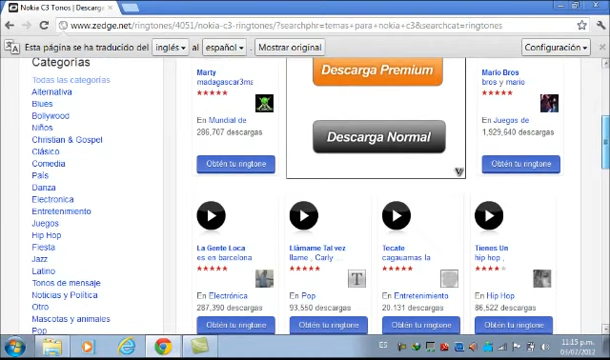 Nokia C3 Tonos | Descarga
www.zedge.net/ringtones/4051/nokia-c3-ringtones/?searchphr=temas+para+nokia+c3&searchcat=ringtones
Esta página se ha traducido del inglés al español. Mostrar original Configuración
Categorías
Todas las categorías
Alternativa
Blues
Bollywood
Niños
Christian & Gospel
Clásico
Comedia
País
Danza
Electronica
Entretenimiento
Juegos
Hip Hop
Fiesta
Jazz
Latino
Tonos de mensaje
Noticias y Política
Otro
Mascotas y animales
Pop
Marty
madagascar3ma
En Mundial de
286,707 descargas
Obtén tu ringtone
Descarga Premium
Descarga Normal
Mario Bros
bros y mario
En Juegos de
1,929,640 descargas
Obtén tu ringtone
La Gente Loca
es en barcelona
En Electrónica
287,390 descargas
Obtén tu ringtone
Llámame Tal vez
llame , Carly ...
T
En Pop
93,550 descargas
Obtén tu ringtone
Tecate
cagauamas la
En Entretenimiento
20.131 descargas
Obtén tu ringtone
Tienes Un
hip hop ,
En Hip Hop
86,522 descargas
Obtén tu ringtone
ES
11:15 p.m.
03/07/2012